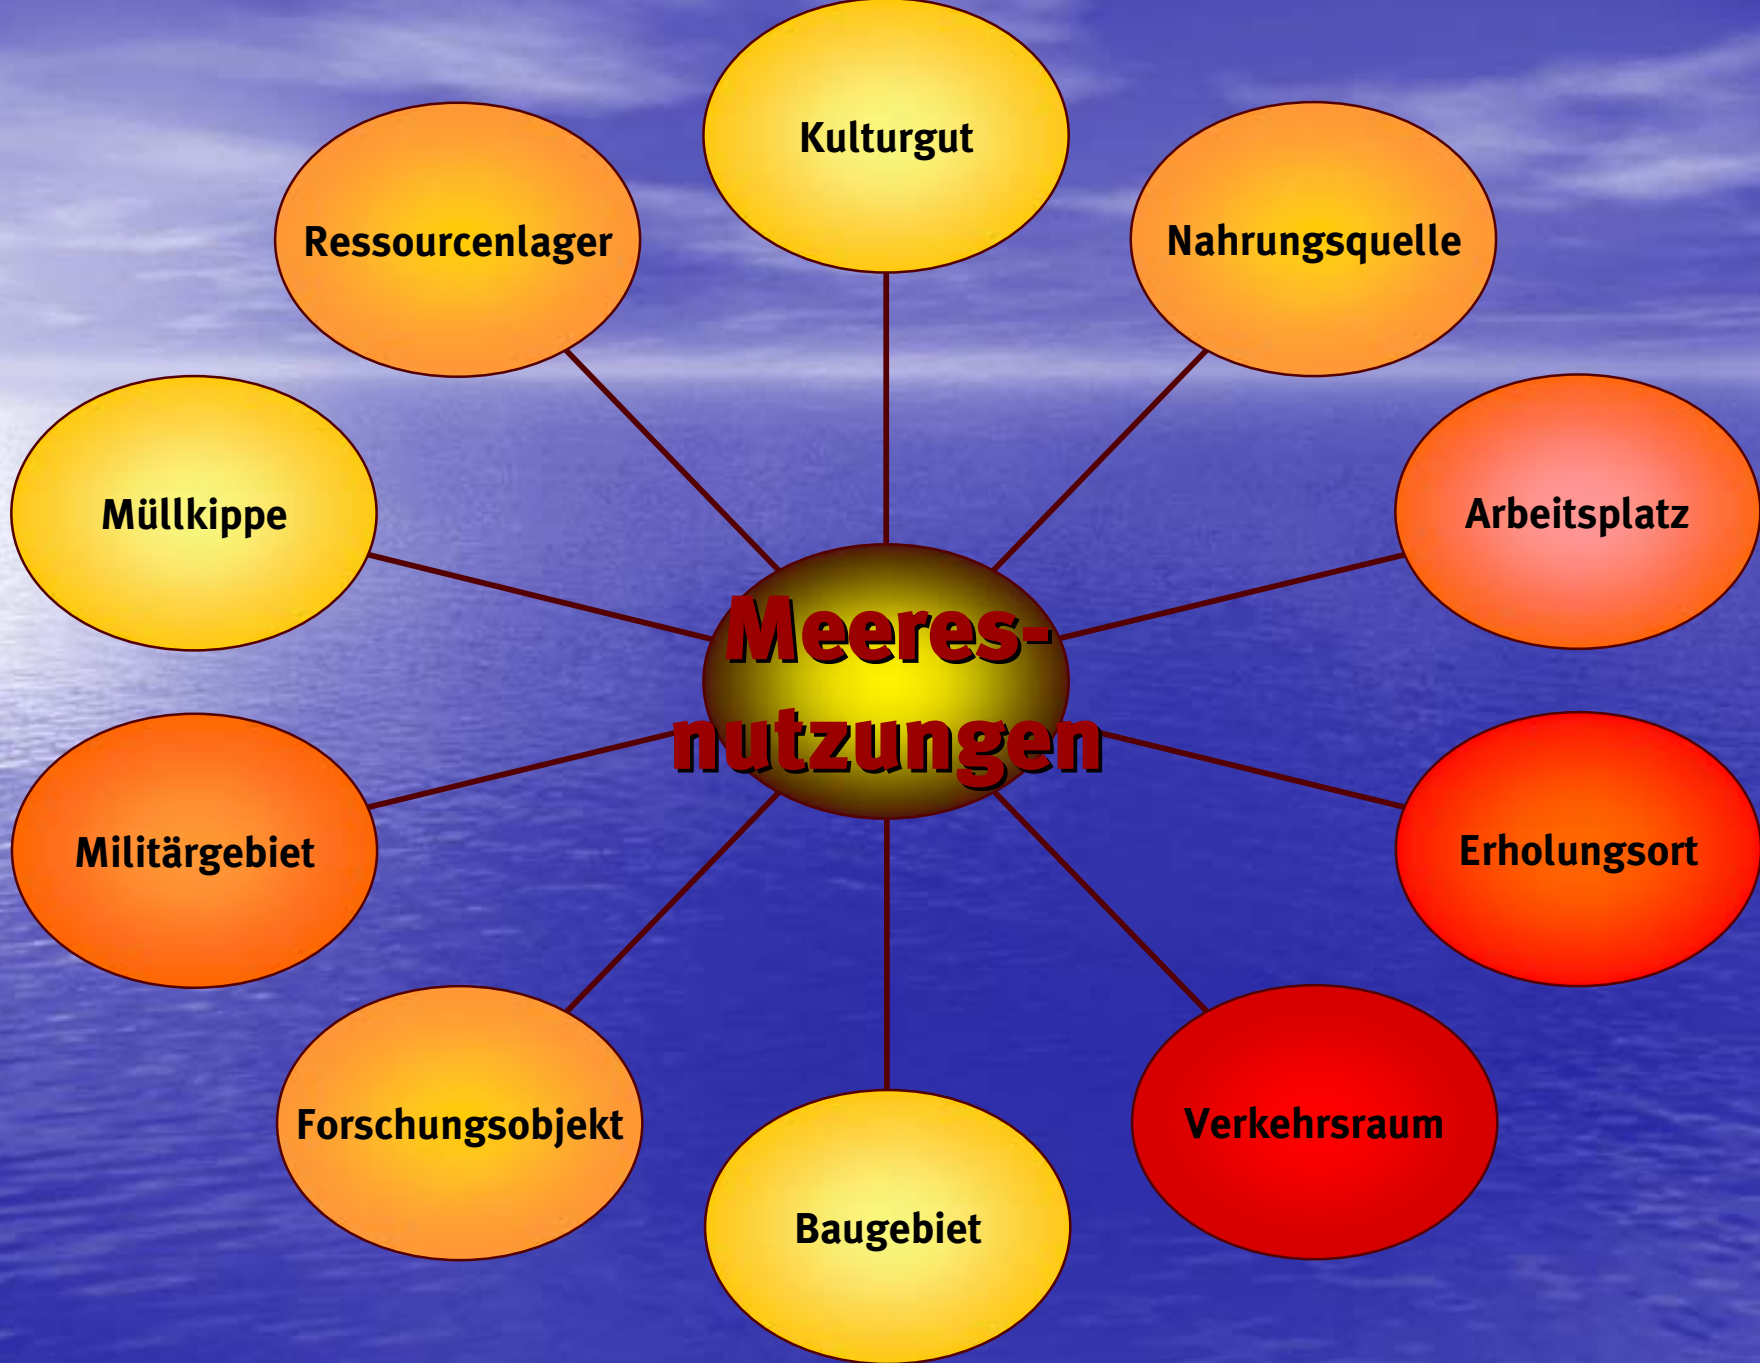 Kulturgut
Ressourcenlager
Nahrungsquelle
Müllkippe
Arbeitsplatz
Meeres-
nutzungen
Militärgebiet
Erholungsort
Forschungsobjekt
Verkehrsraum
Baugebiet